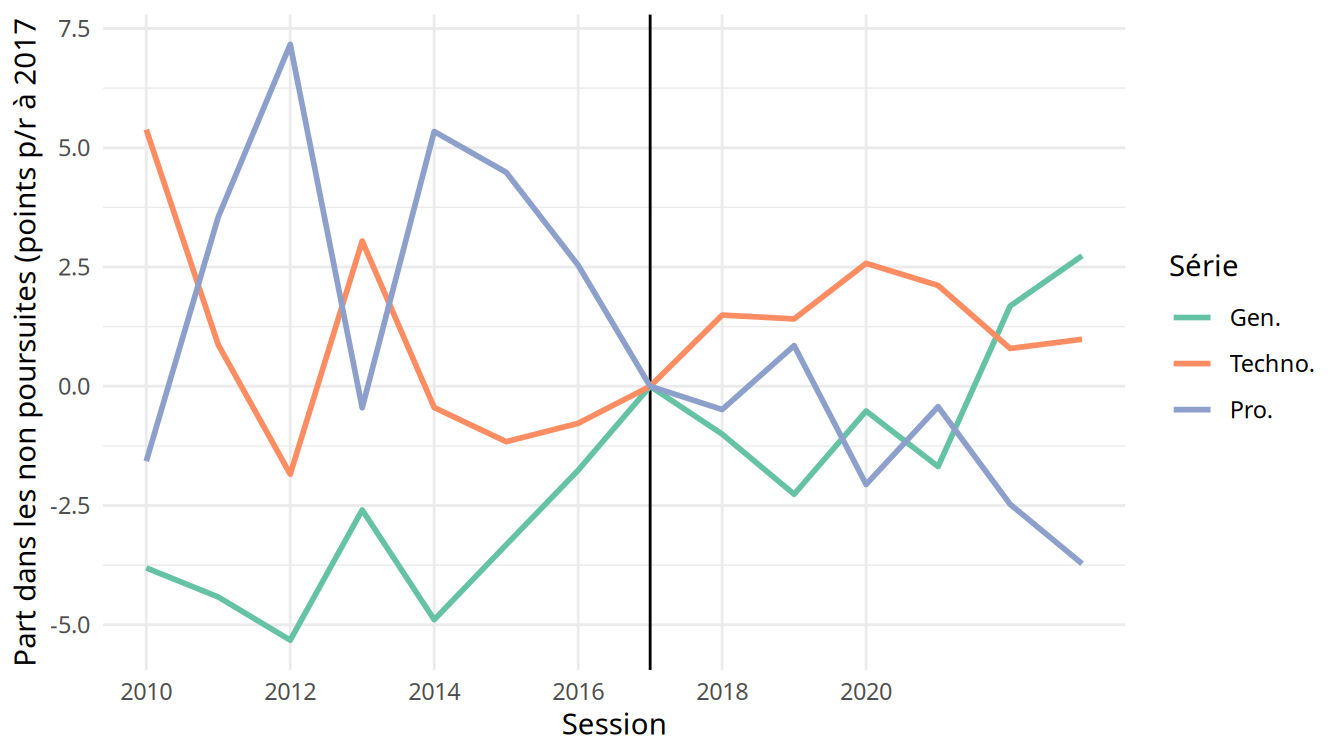 Part dans les non poursuites (points p/r à 2017
7.5
5.0
2.5
0.0
-2.5
-5.0
2010 2012 2014 2016 2018 2020
Session
Série
Gen.
Techno.
Pro.